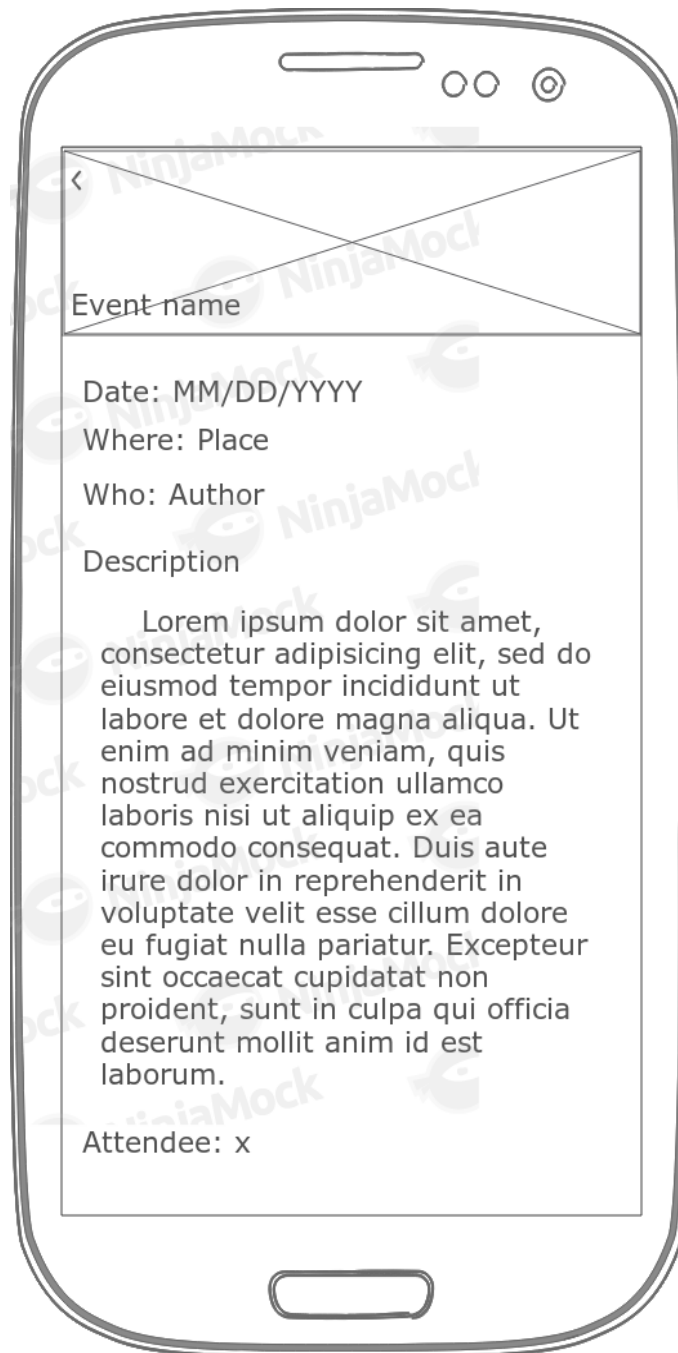 <
Event name
Date: MM/DD/YYYY
Where: Place
Who: Author
Description
Lorem ipsum dolor sit amet,
consectetur adipisicing elit, sed do
eiusmod tempor incididunt ut
labore et dolore magna aliqua. Ut
enim ad minim veniam, quis
nostrud exercitation ullamco
laboris nisi ut aliquip ex ea
commodo consequat. Duis aute
irure dolor in reprehenderit in
voluptate velit esse cillum dolore
eu fugiat nulla pariatur. Excepteur
sint occaecat cupidatat non
proident, sunt in culpa qui officia
deserunt mollit anim id est
laborum.
Attendee: x
NinjaMock